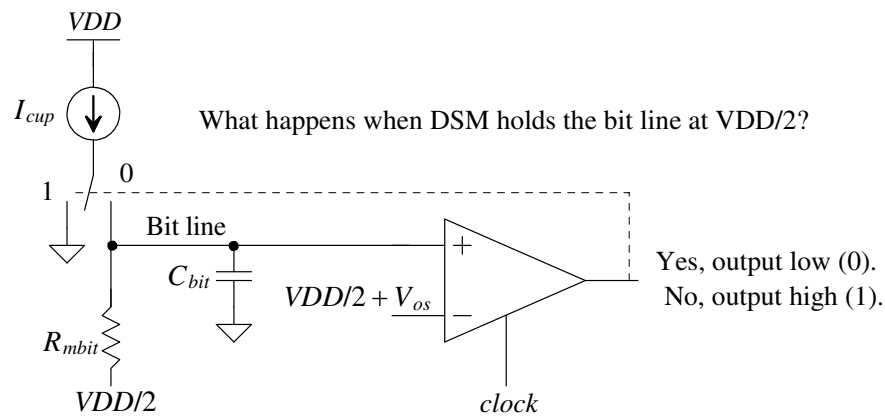 VDD
I_cup
What happens when DSM holds the bit line at VDD/2?
0
1
Bit line
+
C_bit
VDD/2 + V_os
−
Yes, output low (0).
No, output high (1).
R_mbit
VDD/2
clock